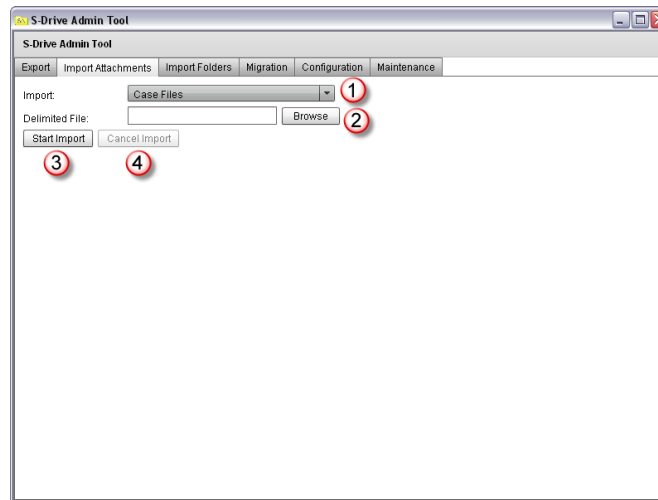 S-Drive Admin Tool
S-Drive Admin Tool
Export Import Attachments Import Folders Migration Configuration Maintenance
Import: Case Files 1
Delimited File: Browse 2
Start Import Cancel Import
3 4